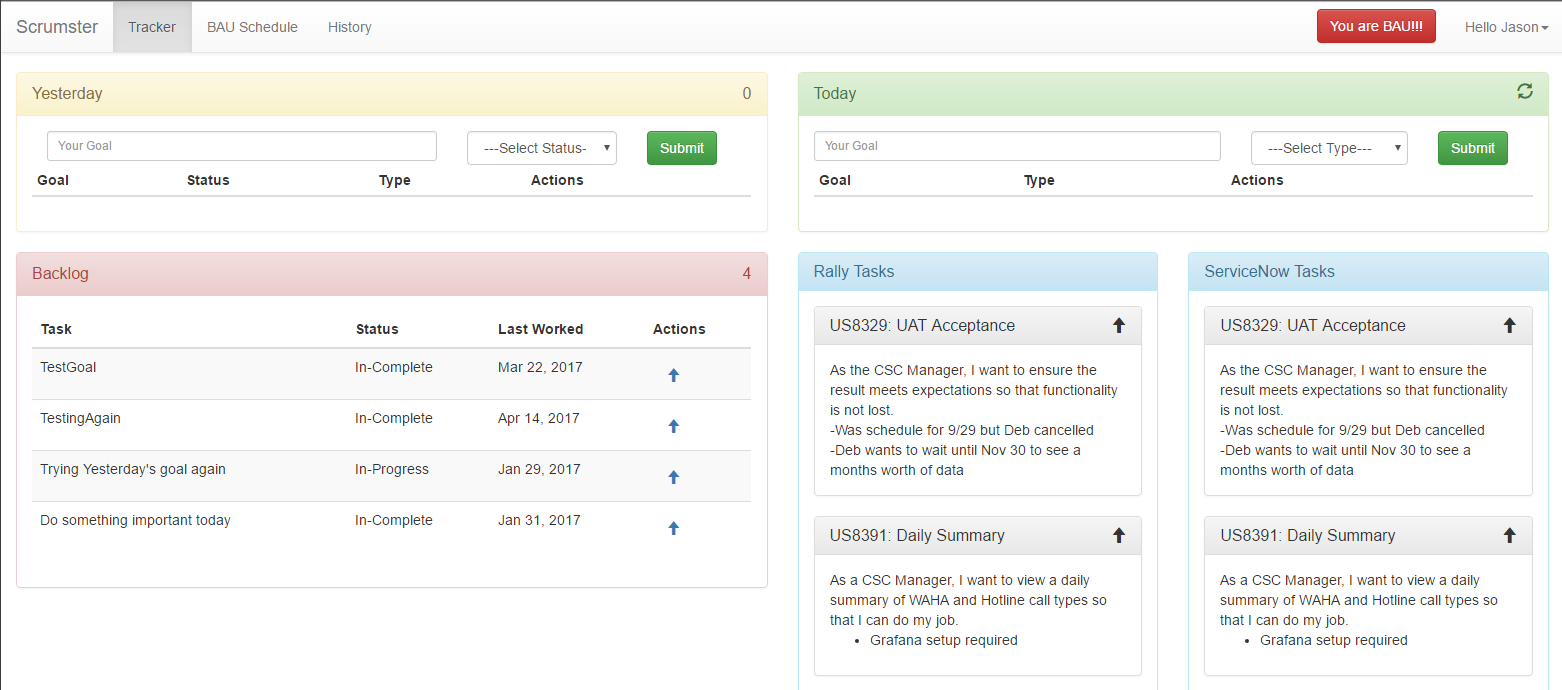 Scrumster Tracker BAU Schedule History You are BAU!!! Hello Jason
Yesterday 0
Your Goal ---Select Status- Submit
Goal Status Type Actions
Today
Your Goal ---Select Type--- Submit
Goal Type Actions
Backlog 4
Task Status Last Worked Actions
TestGoal In-Complete Mar 22, 2017
TestingAgain In-Complete Apr 14, 2017
Trying Yesterday's goal again In-Progress Jan 29, 2017
Do something important today In-Complete Jan 31, 2017
Rally Tasks
US8329: UAT Acceptance
As the CSC Manager, I want to ensure the
result meets expectations so that functionality
is not lost.
-Was schedule for 9/29 but Deb cancelled
-Deb wants to wait until Nov 30 to see a
months worth of data
US8391: Daily Summary
As a CSC Manager, I want to view a daily
summary of WAHA and Hotline call types so
that I can do my job.
• Grafana setup required
ServiceNow Tasks
US8329: UAT Acceptance
As the CSC Manager, I want to ensure the
result meets expectations so that functionality
is not lost.
-Was schedule for 9/29 but Deb cancelled
-Deb wants to wait until Nov 30 to see a
months worth of data
US8391: Daily Summary
As a CSC Manager, I want to view a daily
summary of WAHA and Hotline call types so
that I can do my job.
• Grafana setup required